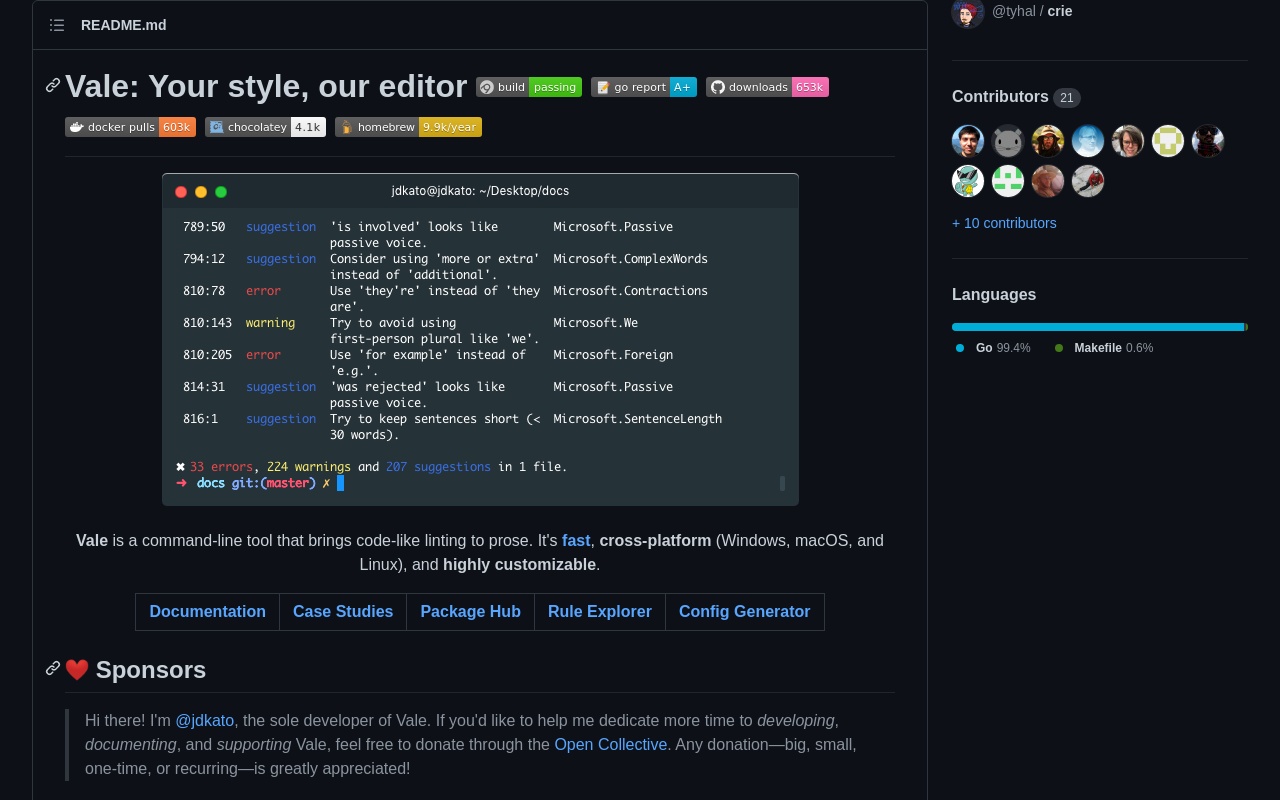 README.md
Vale: Your style, our editor build passing go report A+ downloads 653k
docker pulls 603k chocolatey 4.1k homebrew 9.9k/year
jdkato@jdkato: ~/Desktop/docs
789:50 suggestion 'is involved' looks like Microsoft.Passive
passive voice.
794:12 suggestion Consider using 'more or extra' Microsoft.ComplexWords
instead of 'additional'.
810:78 error Use 'they're' instead of 'they Microsoft.Contractions
are'.
810:143 warning Try to avoid using Microsoft.We
first-person plural like 'we'.
810:205 error Use 'for example' instead of Microsoft.Foreign
'e.g.'.
814:31 suggestion 'was rejected' looks like Microsoft.Passive
passive voice.
816:1 suggestion Try to keep sentences short (< Microsoft.SentenceLength
30 words).
✖ 33 errors, 224 warnings and 207 suggestions in 1 file.
➜ docs git:(master) ✗
Vale is a command-line tool that brings code-like linting to prose. It's fast, cross-platform (Windows, macOS, and
Linux), and highly customizable.
Documentation Case Studies Package Hub Rule Explorer Config Generator
❤️ Sponsors
Hi there! I'm @jdkato, the sole developer of Vale. If you'd like to help me dedicate more time to developing,
documenting, and supporting Vale, feel free to donate through the Open Collective. Any donation—big, small,
one-time, or recurring—is greatly appreciated!
@tyhal / crie
Contributors 21
+ 10 contributors
Languages
Go 99.4% Makefile 0.6%